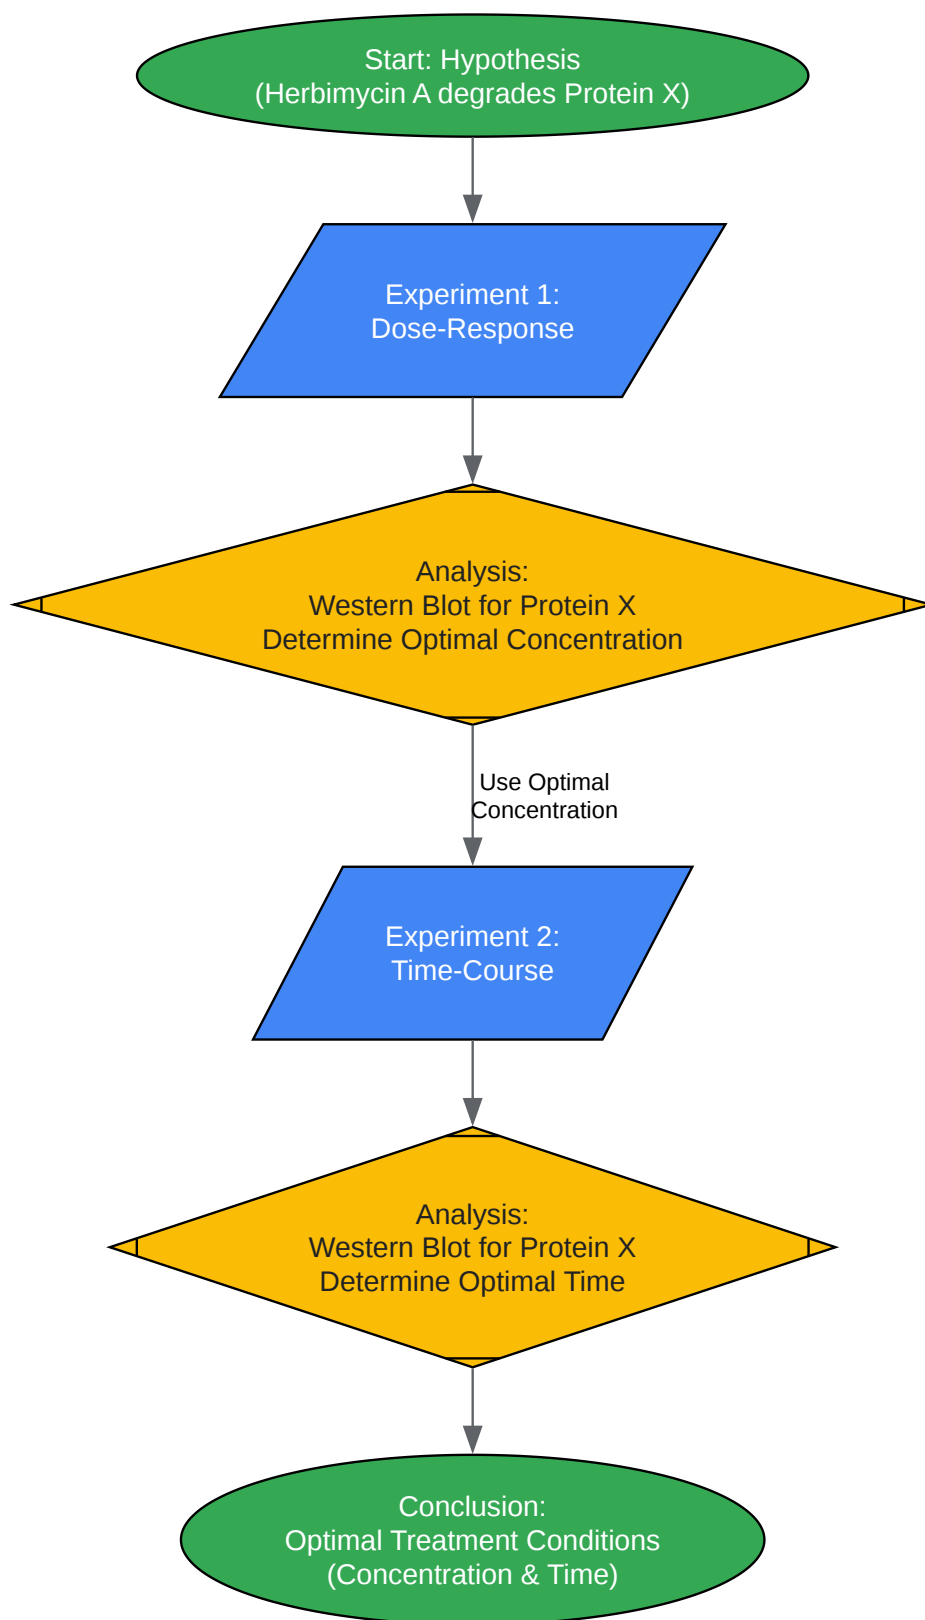 Start: Hypothesis
(Herbimycin A degrades Protein X)
Experiment 1:
Dose-Response
Analysis:
Western Blot for Protein X
Determine Optimal Concentration
Use Optimal
Concentration
Experiment 2:
Time-Course
Analysis:
Western Blot for Protein X
Determine Optimal Time
Conclusion:
Optimal Treatment Conditions
(Concentration & Time)